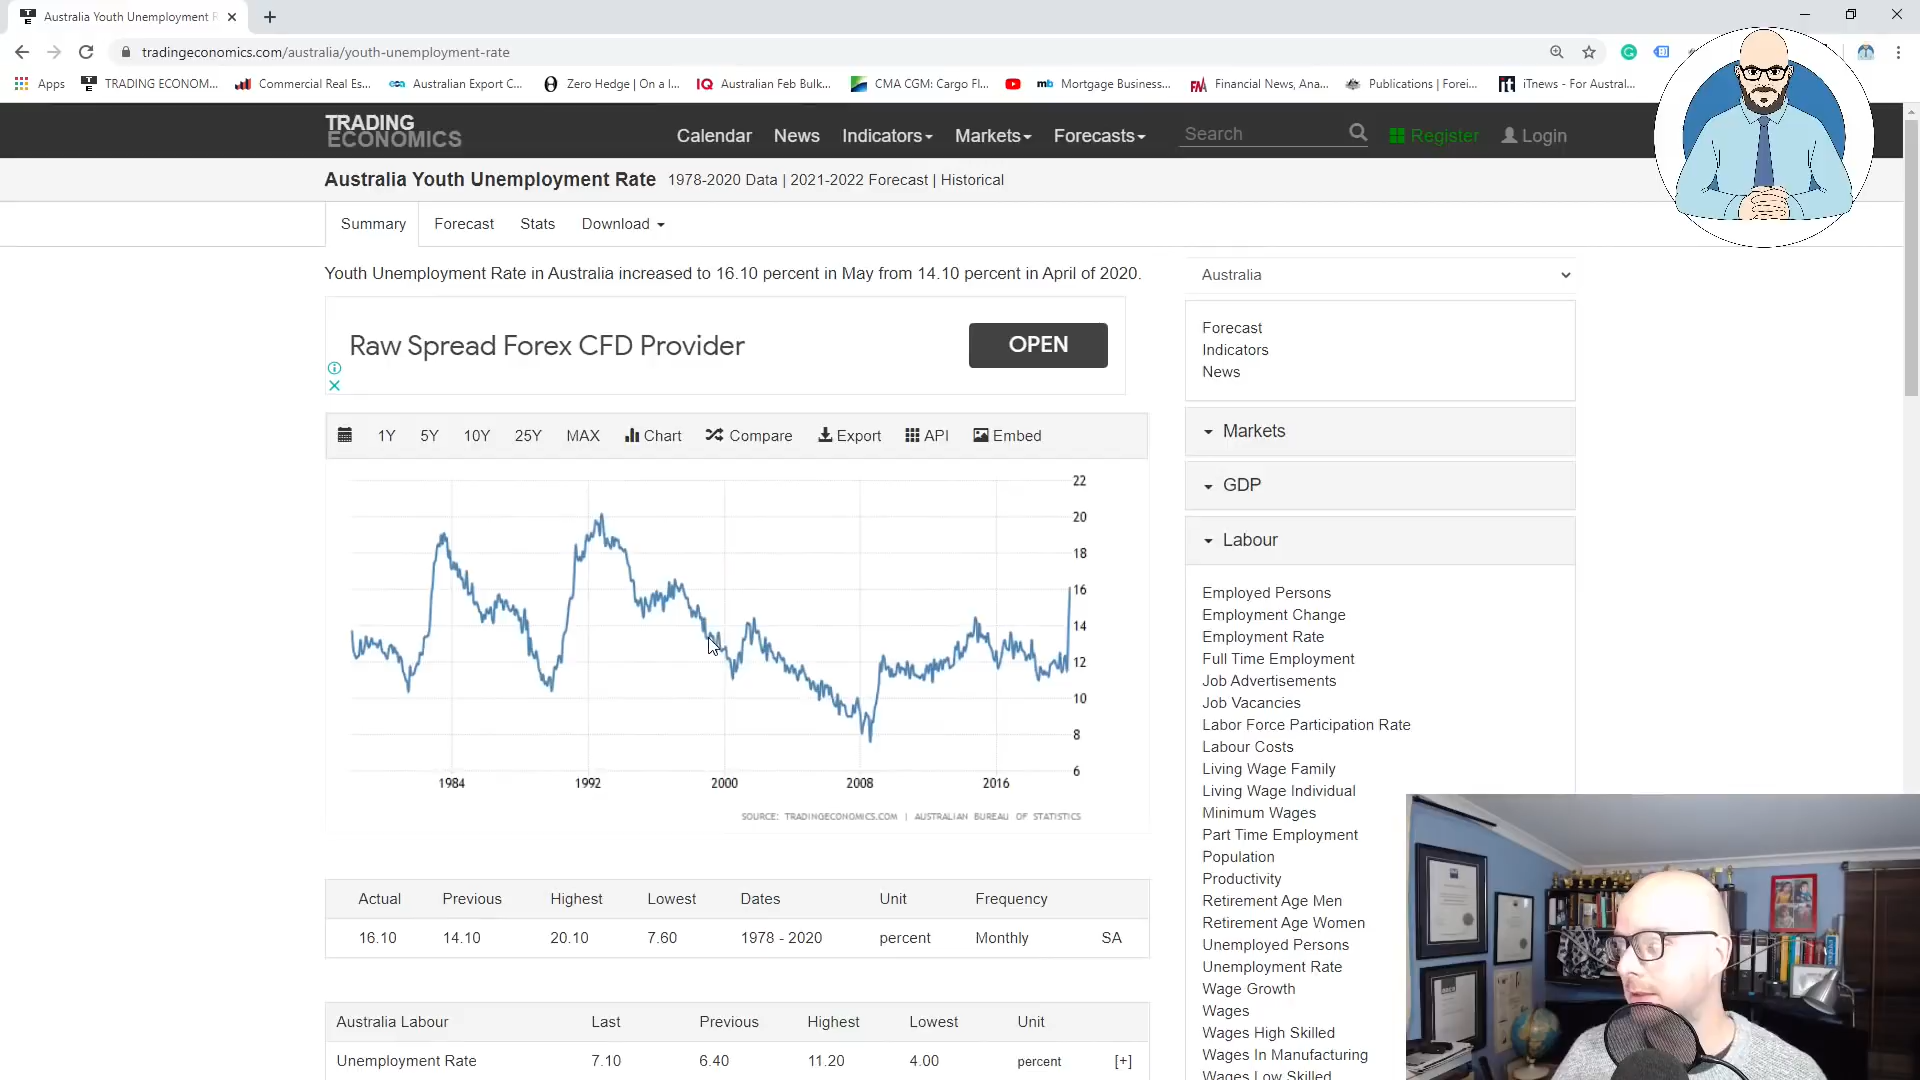 Australia Youth Unemployment R
tradingeconomics.com/australia/youth-unemployment-rate
Apps
TRADING ECONOM...
Commercial Real Es...
Australian Export C...
Zero Hedge | On a l...
IQ
Australian Feb Bulk...
CMA CGM: Cargo Fl...
mb
Mortgage Business...
Financial News, Ana...
Publications | Forei...
iTnews - For Austral...
TRADING
ECONOMICS
Calendar
News
Indicators
Markets
Forecasts
Search
Register
Login
Australia Youth Unemployment Rate
1978-2020 Data | 2021-2022 Forecast | Historical
Summary
Forecast
Stats
Download
Youth Unemployment Rate in Australia increased to 16.10 percent in May from 14.10 percent in April of 2020.
Raw Spread Forex CFD Provider
OPEN
1Y
5Y
10Y
25Y
MAX
Chart
Compare
Export
API
Embed
22
20
18
16
14
12
10
8
6
1984
1992
2000
2008
2016
SOURCE: TRADINGECONOMICS.COM | AUSTRALIAN BUREAU OF STATISTICS
Actual Previous Highest Lowest Dates Unit Frequency
16.10 14.10 20.10 7.60 1978 - 2020 percent Monthly SA
Australia Labour Last Previous Highest Lowest Unit
Unemployment Rate 7.10 6.40 11.20 4.00 percent [+]
Australia
Forecast
Indicators
News
Markets
GDP
Labour
Employed Persons
Employment Change
Employment Rate
Full Time Employment
Job Advertisements
Job Vacancies
Labor Force Participation Rate
Labour Costs
Living Wage Family
Living Wage Individual
Minimum Wages
Part Time Employment
Population
Productivity
Retirement Age Men
Retirement Age Women
Unemployed Persons
Unemployment Rate
Wage Growth
Wages
Wages High Skilled
Wages In Manufacturing
Wages Low Skilled